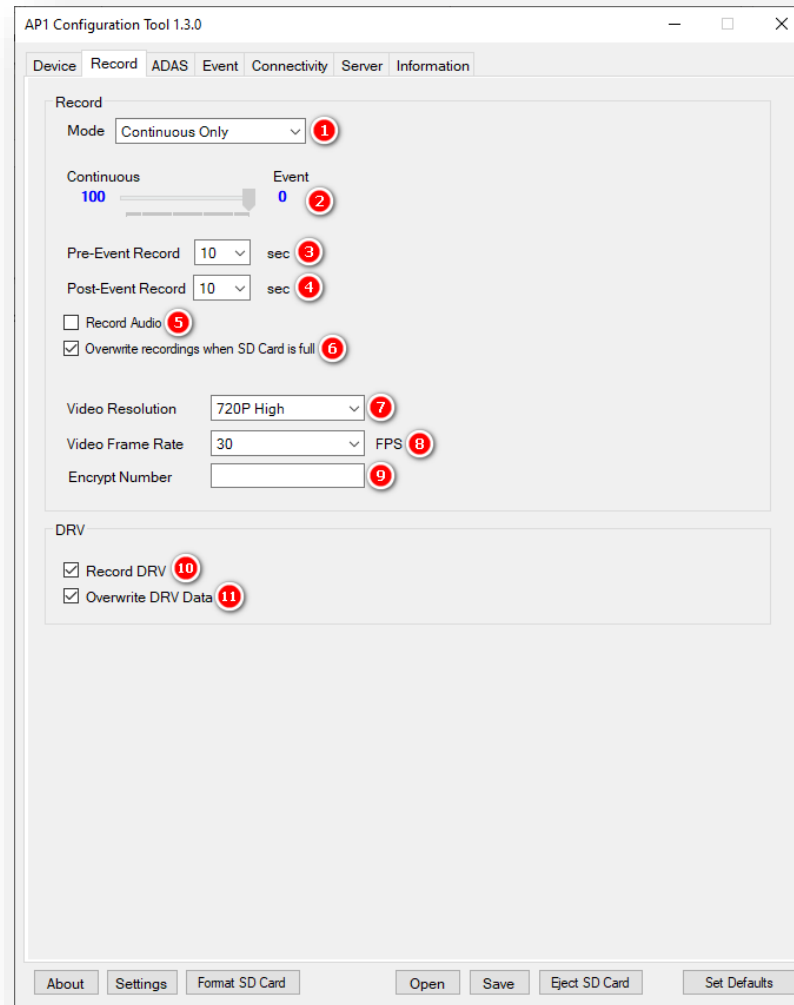 AP1 Configuration Tool 1.3.0
Device Record ADAS Event Connectivity Server Information
Record
Mode Continuous Only 1
Continuous Event
100 0 2
Pre-Event Record 10 sec 3
Post-Event Record 10 sec 4
Record Audio 5
Overwrite recordings when SD Card is full 6
Video Resolution 720P High 7
Video Frame Rate 30 FPS 8
Encrypt Number 9
DRV
Record DRV 10
Overwrite DRV Data 11
About Settings Format SD Card Open Save Eject SD Card Set Defaults